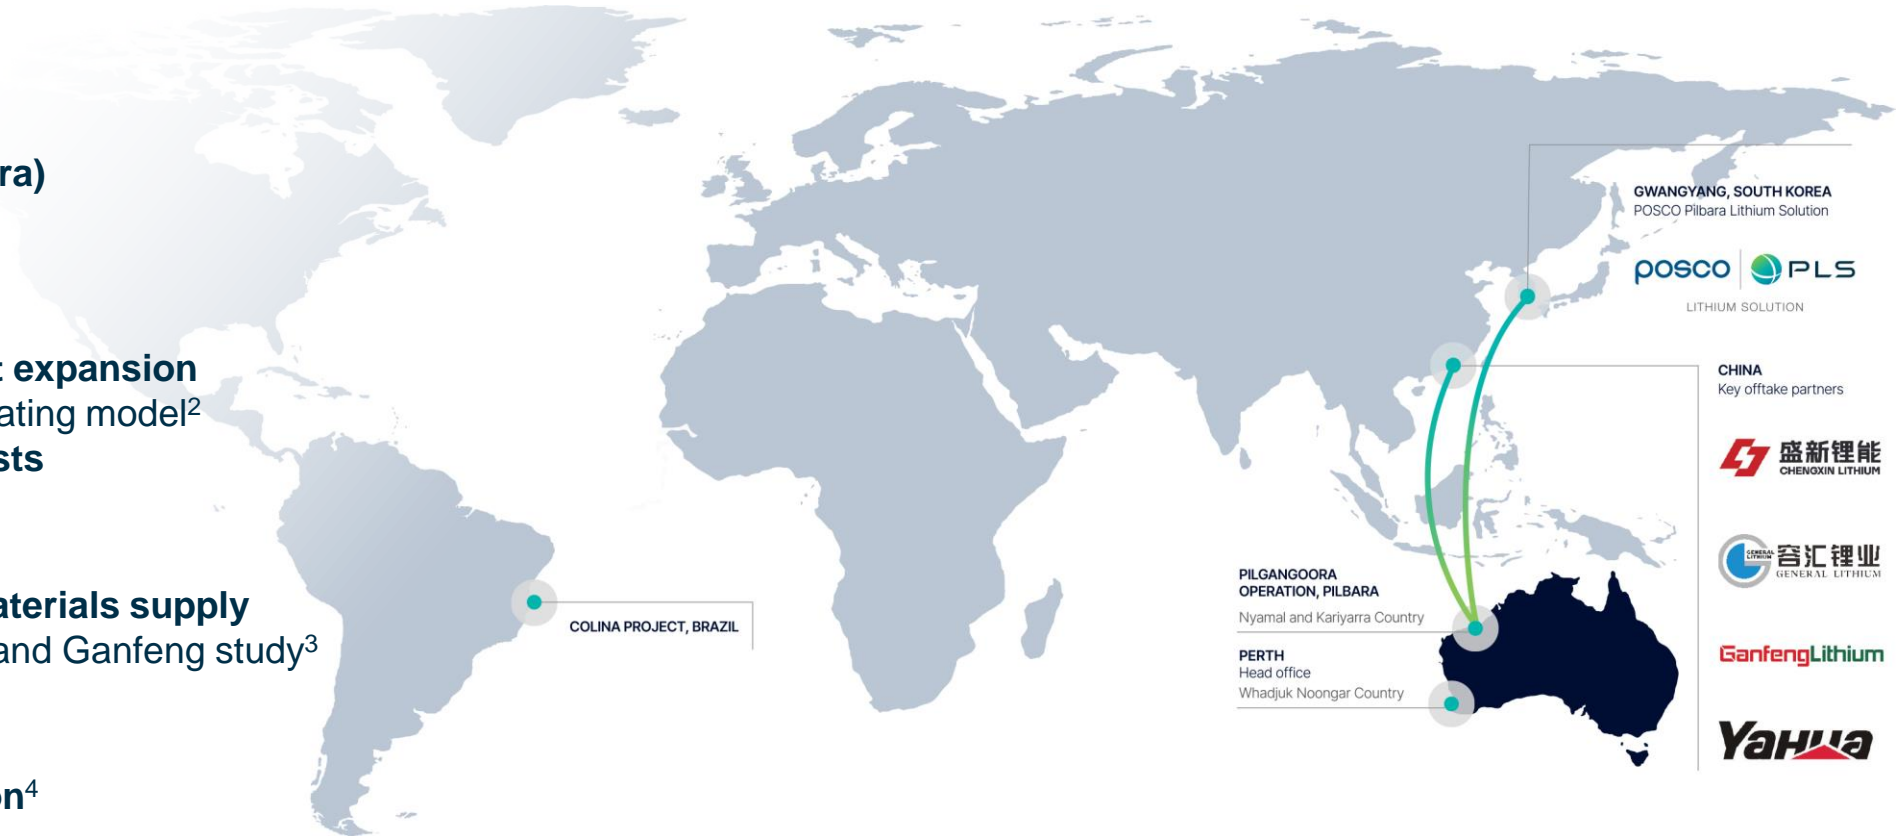 ra)
expansion
ating model2
sts
aterials supply
and Ganfeng study3
on4
COLINA PROJECT, BRAZIL
GWANGYANG, SOUTH KOREA
POSCO Pilbara Lithium Solution
posco PLS
LITHIUM SOLUTION
CHINA
Key offtake partners
盛新锂能
CHENGXIN LITHIUM
GENERAL LITHIUM
容汇锂业
GENERAL LITHIUM
GanfengLithium
Yahua
PILGANGOORA
OPERATION, PILBARA
Nyamal and Kariyarra Country
PERTH
Head office
Whadjuk Noongar Country